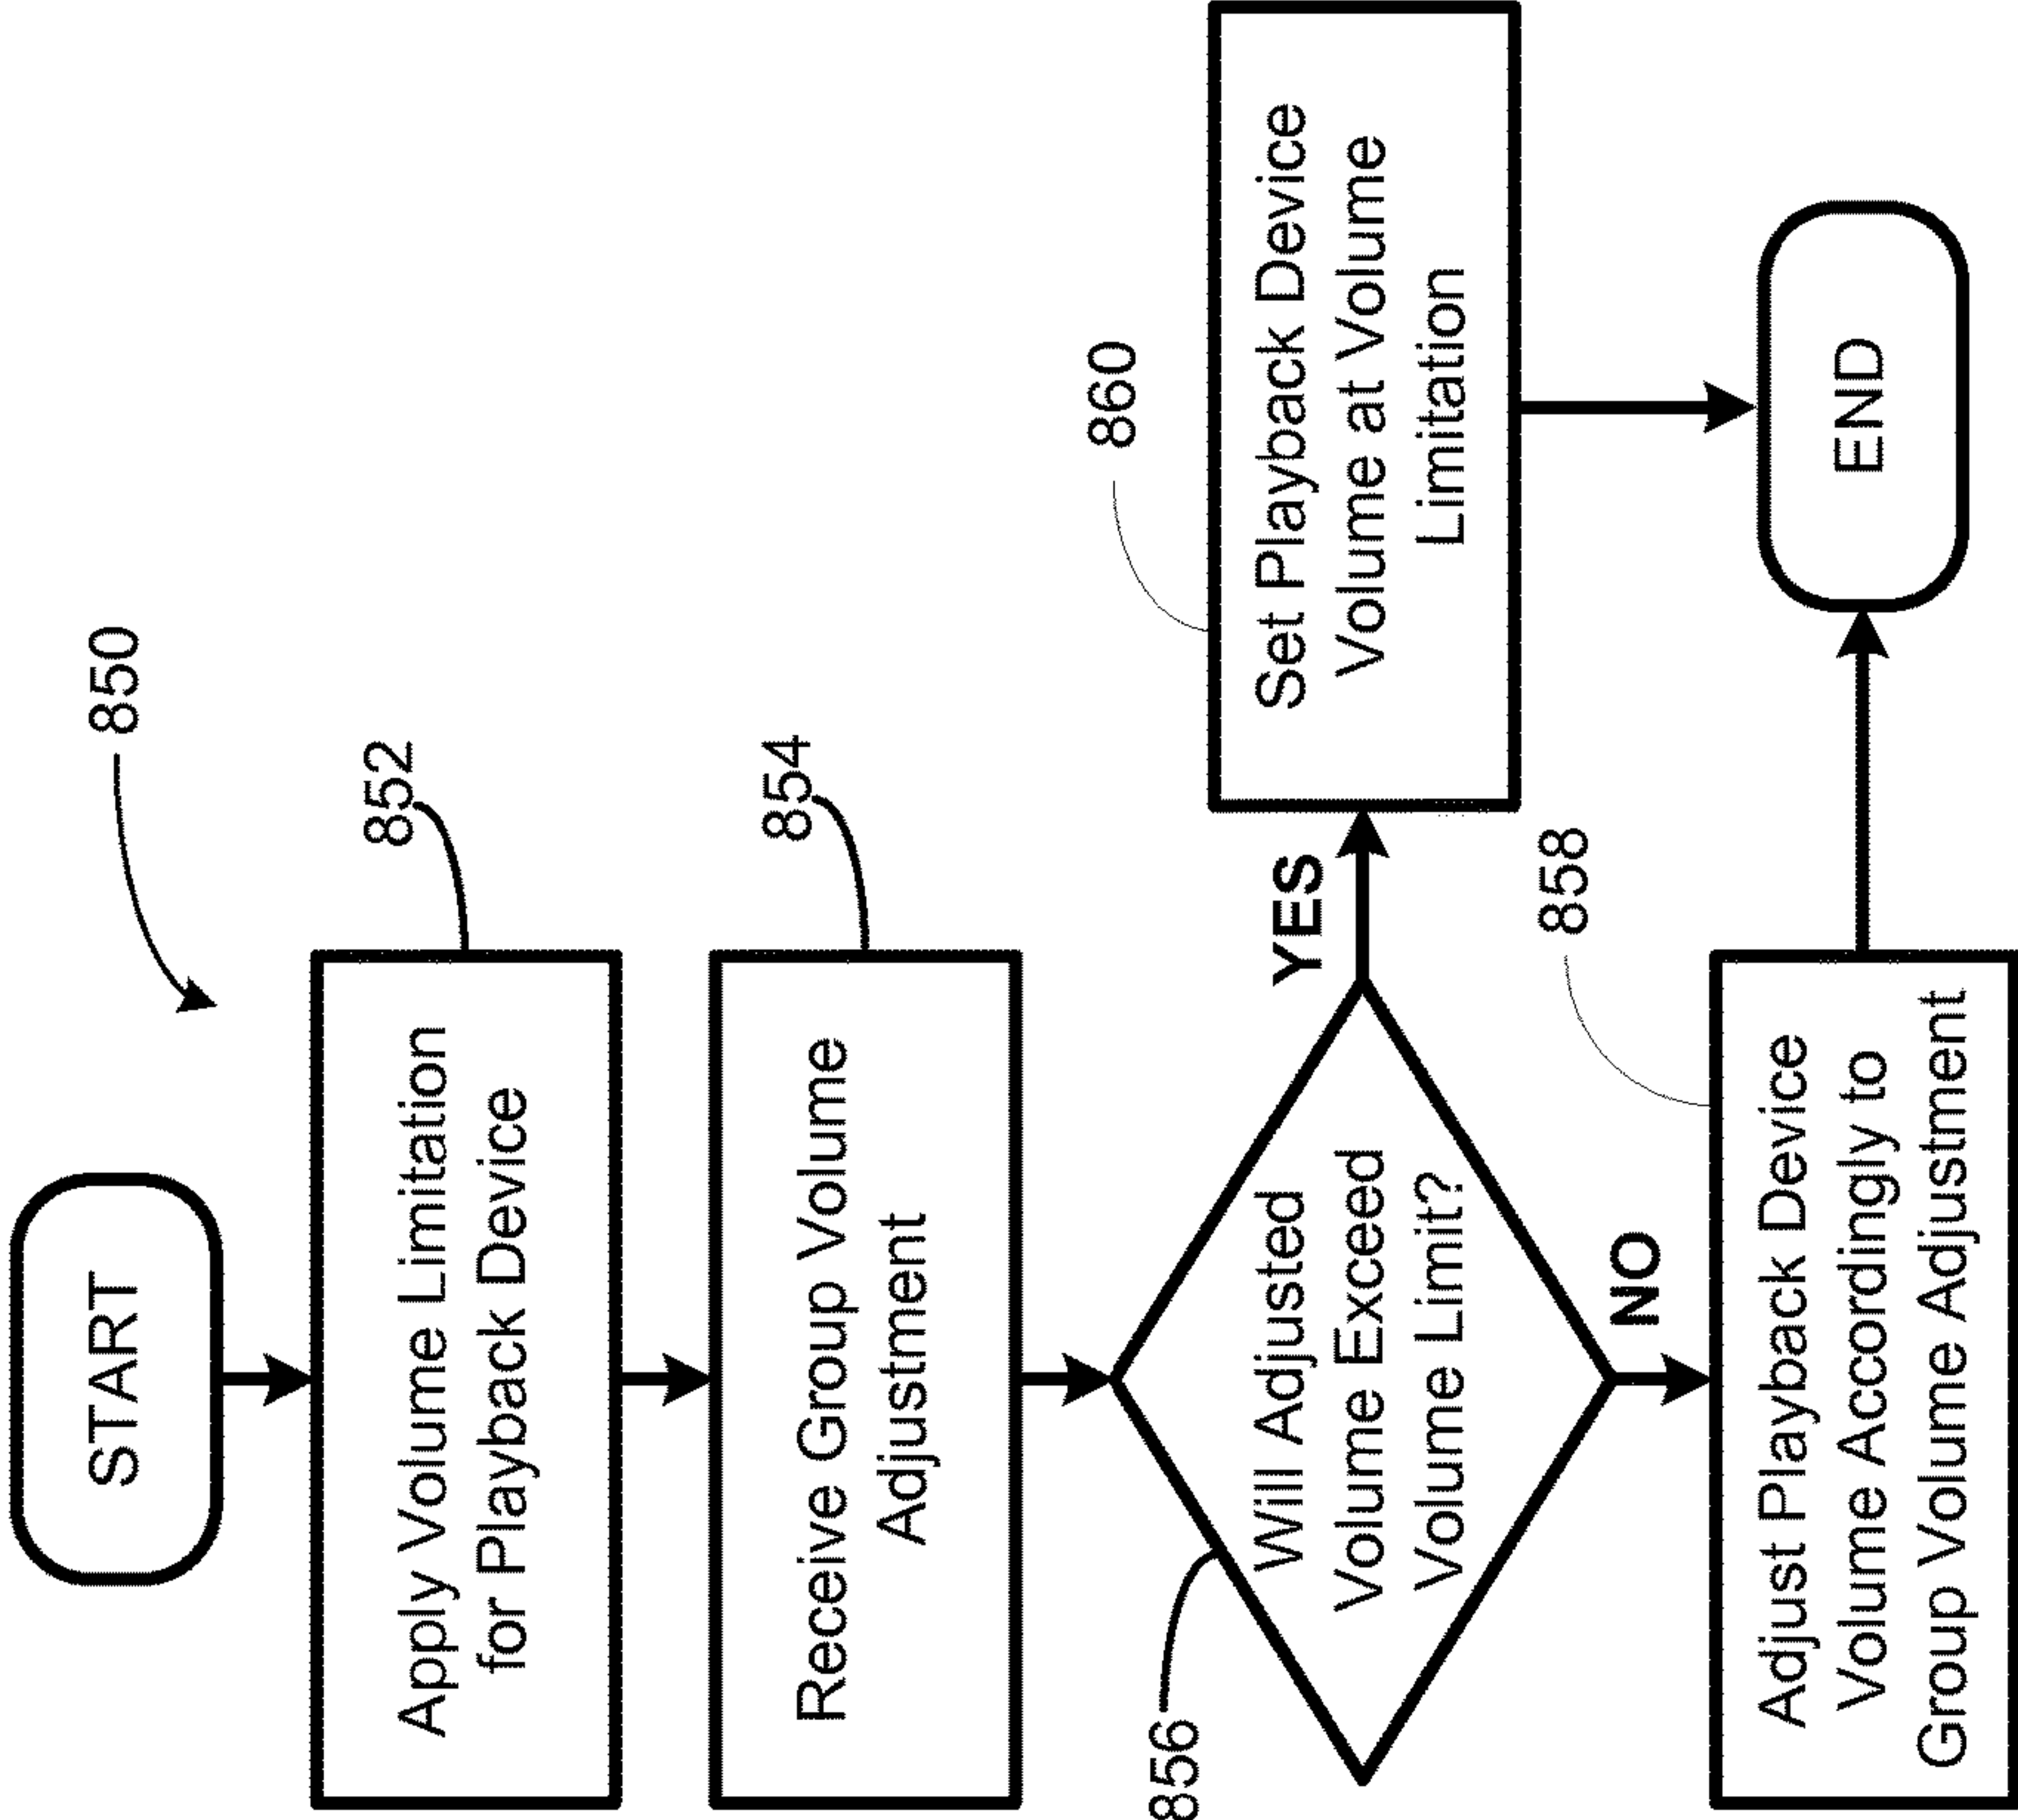 850
START
852
Apply Volume Limitation
for Playback Device
854
Receive Group Volume
Adjustment
856
Will Adjusted
Volume Exceed
Volume Limit?
YES
860
Set Playback Device
Volume at Volume
Limitation
NO
858
Adjust Playback Device
Volume Accordingly to
Group Volume Adjustment
END